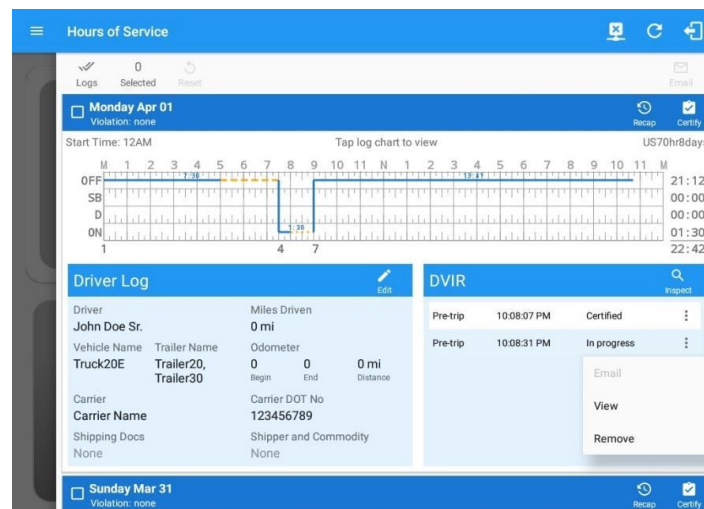 Hours of Service
Logs
0 Selected
Reset
Email
Monday Apr 01
Violation: none
Recap
Certify
Start Time: 12AM
Tap log chart to view
US70hr8days
M 1 2 3 4 5 6 7 8 9 10 11 N 1 2 3 4 5 6 7 8 9 10 11 M
OFF 7:30 13:41 21:12
SB 00:00
D 00:00
ON 1:30 01:30
1 4 7 22:42
Driver Log
Edit
Driver
John Doe Sr.
Miles Driven
0 mi
Vehicle Name
Truck20E
Trailer Name
Trailer20,
Trailer30
Odometer
0 0 0 mi
Begin End Distance
Carrier
Carrier Name
Carrier DOT No
123456789
Shipping Docs
None
Shipper and Commodity
None
DVIR
Inspect
Pre-trip 10:08:07 PM Certified
Pre-trip 10:08:31 PM In progress
Email
View
Remove
Sunday Mar 31
Violation: none
Recap
Certify